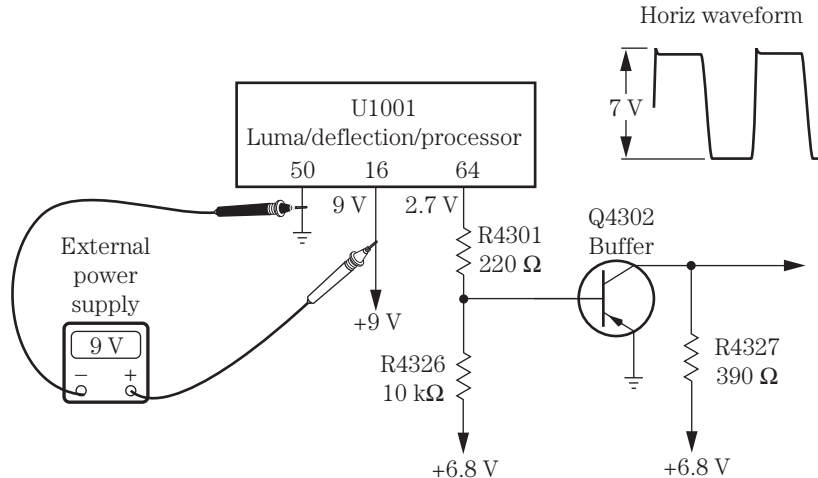 Horiz waveform
7 V
U1001
Luma/deflection/processor
50 16 64
9 V 2.7 V
External
power
supply
9 V
− +
+9 V
R4301
220 Ω
Q4302
Buffer
R4326
10 kΩ
R4327
390 Ω
+6.8 V
+6.8 V